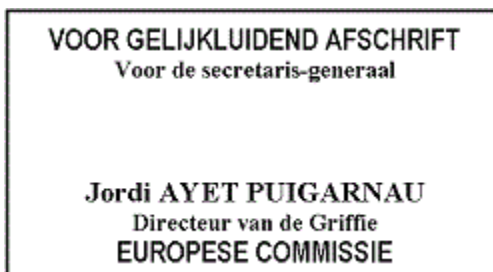 VOOR GELIJKLUIDEND AFSCHRIFT
Voor de secretaris-generaal
Jordi AYET PUIGARNAU
Directeur van de Griffie
EUROPESE COMMISSIE